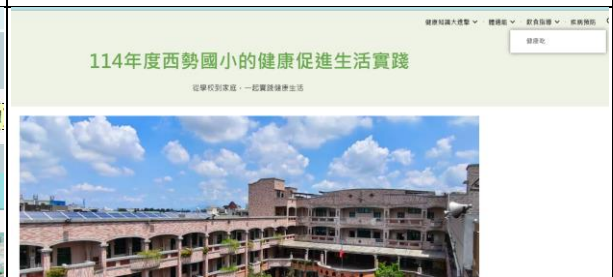 健康知識大進擊 體適能 飲食指導 疾病預防
健康吃
114年度西勢國小的健康促進生活實踐
從學校到家庭,一起實踐健康生活